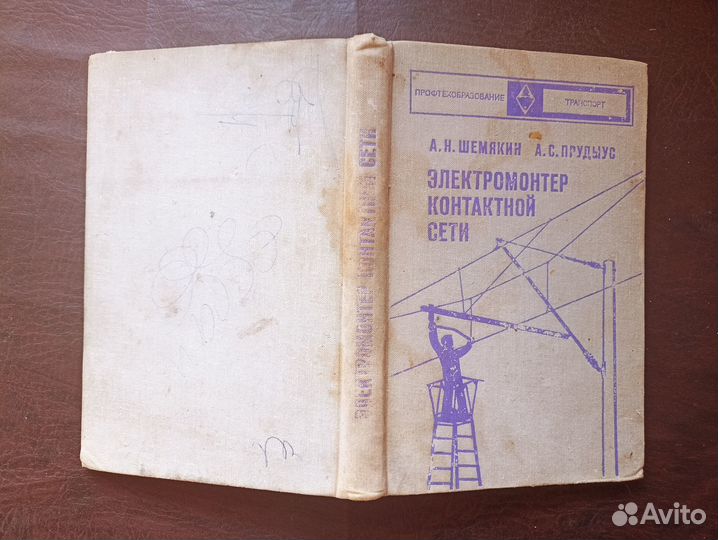 ПРОФТЕХОБРАЗОВАНИЕ ТРАНСПОРТ
А.Н.ШЕМЯКИН А.С.ПРУДЫУС
ЭЛЕКТРОМОНТЕР
КОНТАКТНОЙ
СЕТИ
ЭЛЕКТРОМОНТЕР КОНТАКТНОЙ СЕТИ
Avito